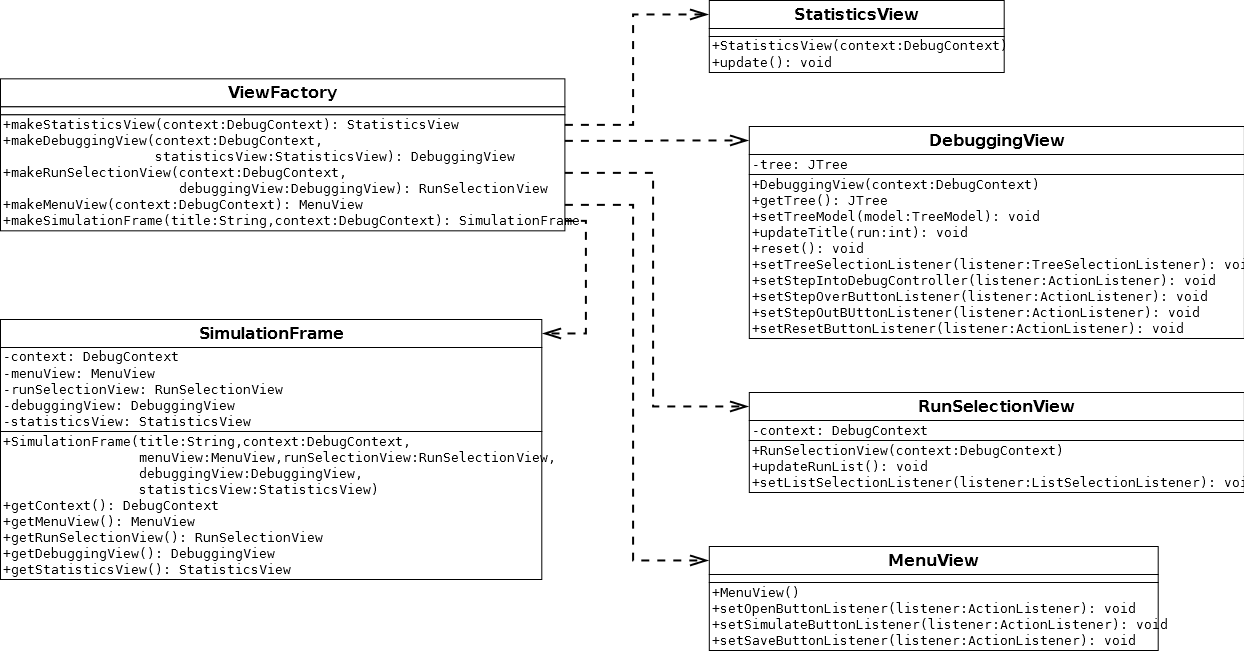 StatisticsView
+StatisticsView(context:DebugContext)
+update(): void
ViewFactory
+makeStatisticsView(context:DebugContext): StatisticsView
+makeDebuggingView(context:DebugContext,
statisticsView:StatisticsView): DebuggingView
+makeRunSelectionView(context:DebugContext,
debuggingView:DebuggingView): RunSelectionView
+makeMenuView(context:DebugContext): MenuView
+makeSimulationFrame(title:String,context:DebugContext): SimulationFrame
DebuggingView
-tree: JTree
+DebuggingView(context:DebugContext)
+getTree(): JTree
+setTreeModel(model:TreeModel): void
+updateTitle(run:int): void
+reset(): void
+setTreeSelectionListener(listener:TreeSelectionListener): voi
+setStepIntoDebugController(listener:ActionListener): void
+setStepOverButtonListener(listener:ActionListener): void
+setStepOutBUttonListener(listener:ActionListener): void
+setResetButtonListener(listener:ActionListener): void
SimulationFrame
-context: DebugContext
-menuView: MenuView
-runSelectionView: RunSelectionView
-debuggingView: DebuggingView
-statisticsView: StatisticsView
+SimulationFrame(title:String,context:DebugContext,
menuView:MenuView,runSelectionView:RunSelectionView,
debuggingView:DebuggingView,
statisticsView:StatisticsView)
+getContext(): DebugContext
+getMenuView(): MenuView
+getRunSelectionView(): RunSelectionView
+getDebuggingView(): DebuggingView
+getStatisticsView(): StatisticsView
RunSelectionView
-context: DebugContext
+RunSelectionView(context:DebugContext)
+updateRunList(): void
+setListSelectionListener(listener:ListSelectionListener): voi
MenuView
+MenuView()
+setOpenButtonListener(listener:ActionListener): void
+setSimulateButtonListener(listener:ActionListener): void
+setSaveButtonListener(listener:ActionListener): void